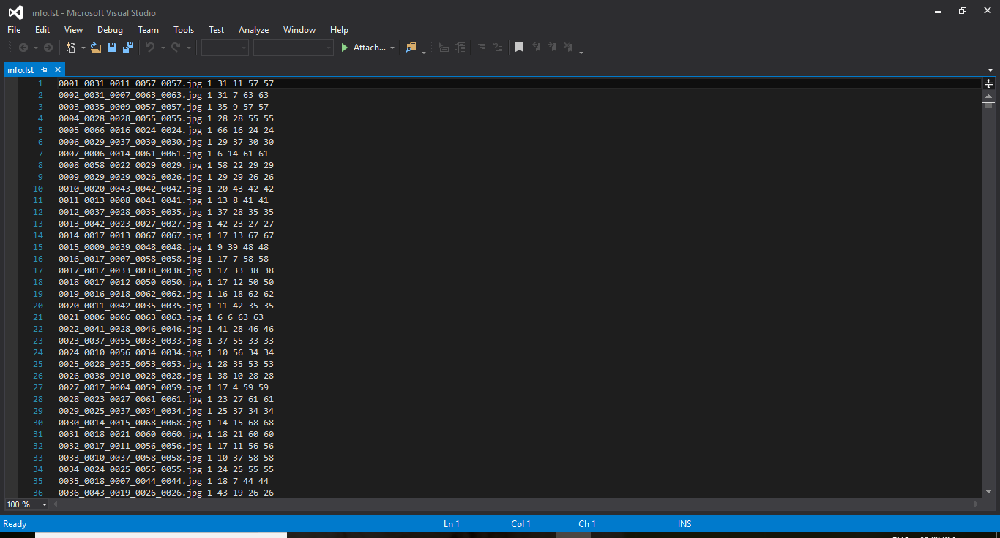 info.lst - Microsoft Visual Studio
File Edit View Debug Team Tools Test Analyze Window Help
Attach...
info.lst
1 0001_0031_0011_0057_0057.jpg 1 31 11 57 57
2 0002_0031_0007_0063_0063.jpg 1 31 7 63 63
3 0003_0035_0009_0057_0057.jpg 1 35 9 57 57
4 0004_0028_0028_0055_0055.jpg 1 28 28 55 55
5 0005_0066_0016_0024_0024.jpg 1 66 16 24 24
6 0006_0029_0037_0030_0030.jpg 1 29 37 30 30
7 0007_0006_0014_0061_0061.jpg 1 6 14 61 61
8 0008_0058_0022_0029_0029.jpg 1 58 22 29 29
9 0009_0029_0029_0026_0026.jpg 1 29 29 26 26
10 0010_0020_0043_0042_0042.jpg 1 20 43 42 42
11 0011_0013_0008_0041_0041.jpg 1 13 8 41 41
12 0012_0037_0028_0035_0035.jpg 1 37 28 35 35
13 0013_0042_0023_0027_0027.jpg 1 42 23 27 27
14 0014_0017_0013_0067_0067.jpg 1 17 13 67 67
15 0015_0009_0039_0048_0048.jpg 1 9 39 48 48
16 0016_0017_0007_0058_0058.jpg 1 17 7 58 58
17 0017_0017_0033_0038_0038.jpg 1 17 33 38 38
18 0018_0017_0012_0050_0050.jpg 1 17 12 50 50
19 0019_0016_0018_0062_0062.jpg 1 16 18 62 62
20 0020_0011_0042_0035_0035.jpg 1 11 42 35 35
21 0021_0006_0006_0063_0063.jpg 1 6 6 63 63
22 0022_0041_0028_0046_0046.jpg 1 41 28 46 46
23 0023_0037_0055_0033_0033.jpg 1 37 55 33 33
24 0024_0010_0056_0034_0034.jpg 1 10 56 34 34
25 0025_0028_0035_0053_0053.jpg 1 28 35 53 53
26 0026_0038_0010_0028_0028.jpg 1 38 10 28 28
27 0027_0017_0004_0059_0059.jpg 1 17 4 59 59
28 0028_0023_0027_0061_0061.jpg 1 23 27 61 61
29 0029_0025_0037_0034_0034.jpg 1 25 37 34 34
30 0030_0014_0015_0068_0068.jpg 1 14 15 68 68
31 0031_0018_0021_0060_0060.jpg 1 18 21 60 60
32 0032_0017_0011_0056_0056.jpg 1 17 11 56 56
33 0033_0010_0037_0058_0058.jpg 1 10 37 58 58
34 0034_0024_0025_0055_0055.jpg 1 24 25 55 55
35 0035_0018_0007_0044_0044.jpg 1 18 7 44 44
36 0036_0043_0019_0026_0026.jpg 1 43 19 26 26
100 %
Ready Ln 1 Col 1 Ch 1 INS